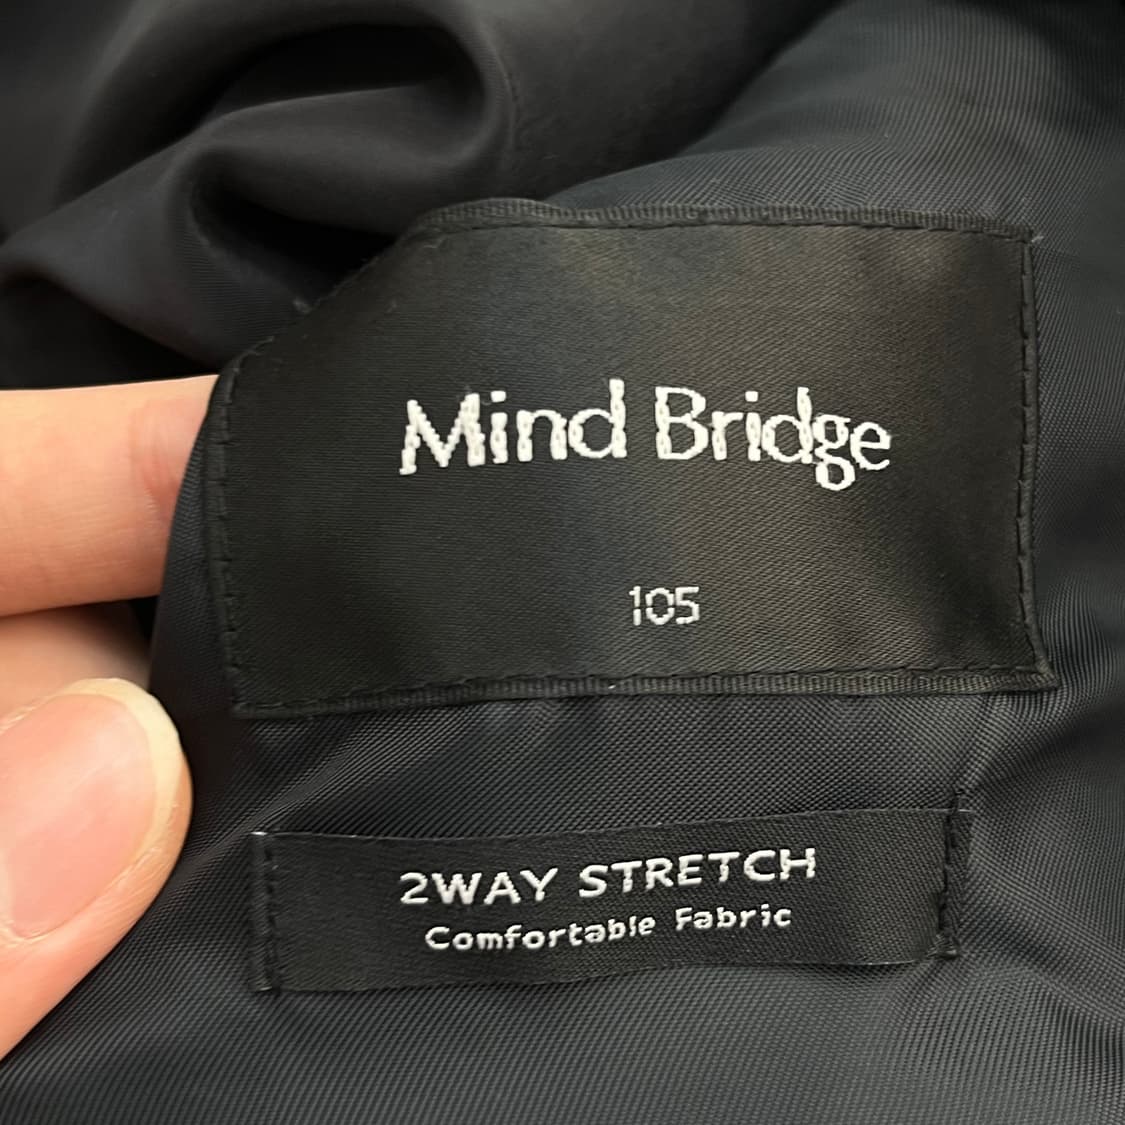 Mind Bridge
105
2WAY STRETCH
Comfortable Fabric